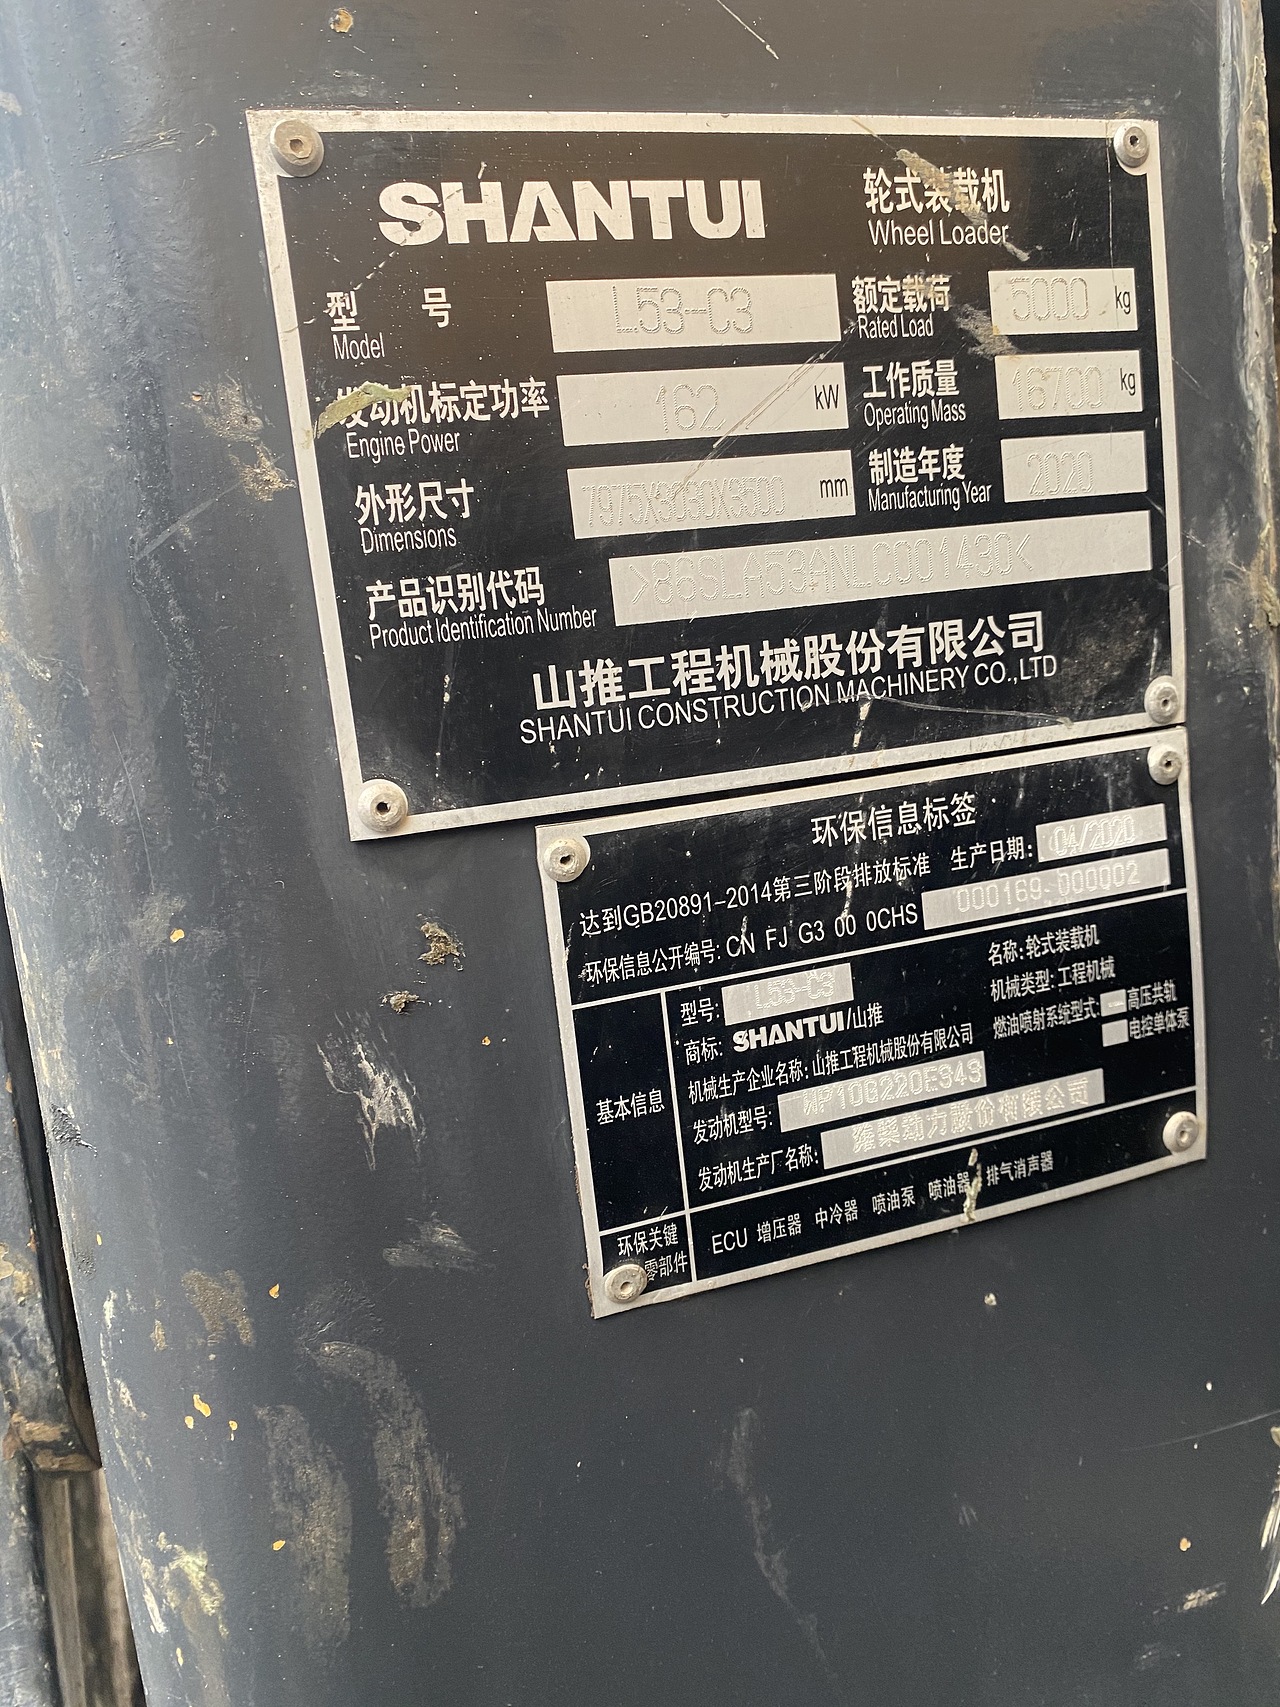 SHANTUI 轮式装载机
Wheel Loader
型 号 L53-C3 额定载荷 5000 kg
Model Rated Load
发动机标定功率 162 kW 工作质量 16700 kg
Engine Power Operating Mass
外形尺寸 7975X3030X3500 mm 制造年度 2020
Dimensions Manufacturing Year
产品识别代码 >86SLA53ANLC001430<
Product Identification Number
山推工程机械股份有限公司
SHANTUI CONSTRUCTION MACHINERY CO.,LTD
环保信息标签
达到GB20891-2014第三阶段排放标准 生产日期: 04/2020
环保信息公开编号: CN FJ G3 00 0CHS 000169-000002
基本信息
型号: L53-C3 名称: 轮式装载机
商标: SHANTUI/山推 机械类型: 工程机械
机械生产企业名称: 山推工程机械股份有限公司 燃油喷射系统型式: 高压共轨
电控单体泵
发动机型号: WP10G220E343
发动机生产厂名称: 潍柴动力股份有限公司
环保关键 ECU 增压器 中冷器 喷油泵 喷油器 排气消声器
零部件